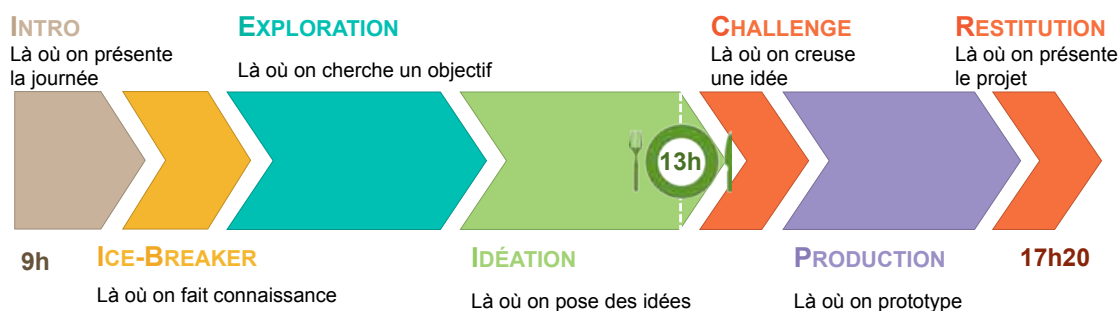 INTRO
Là où on présente
la journée
EXPLORATION
Là où on cherche un objectif
CHALLENGE
Là où on creuse
une idée
RESTITUTION
Là où on présente
le projet
13h
9h
ICE-BREAKER
Là où on fait connaissance
IDÉATION
Là où on pose des idées
PRODUCTION
Là où on prototype
17h20